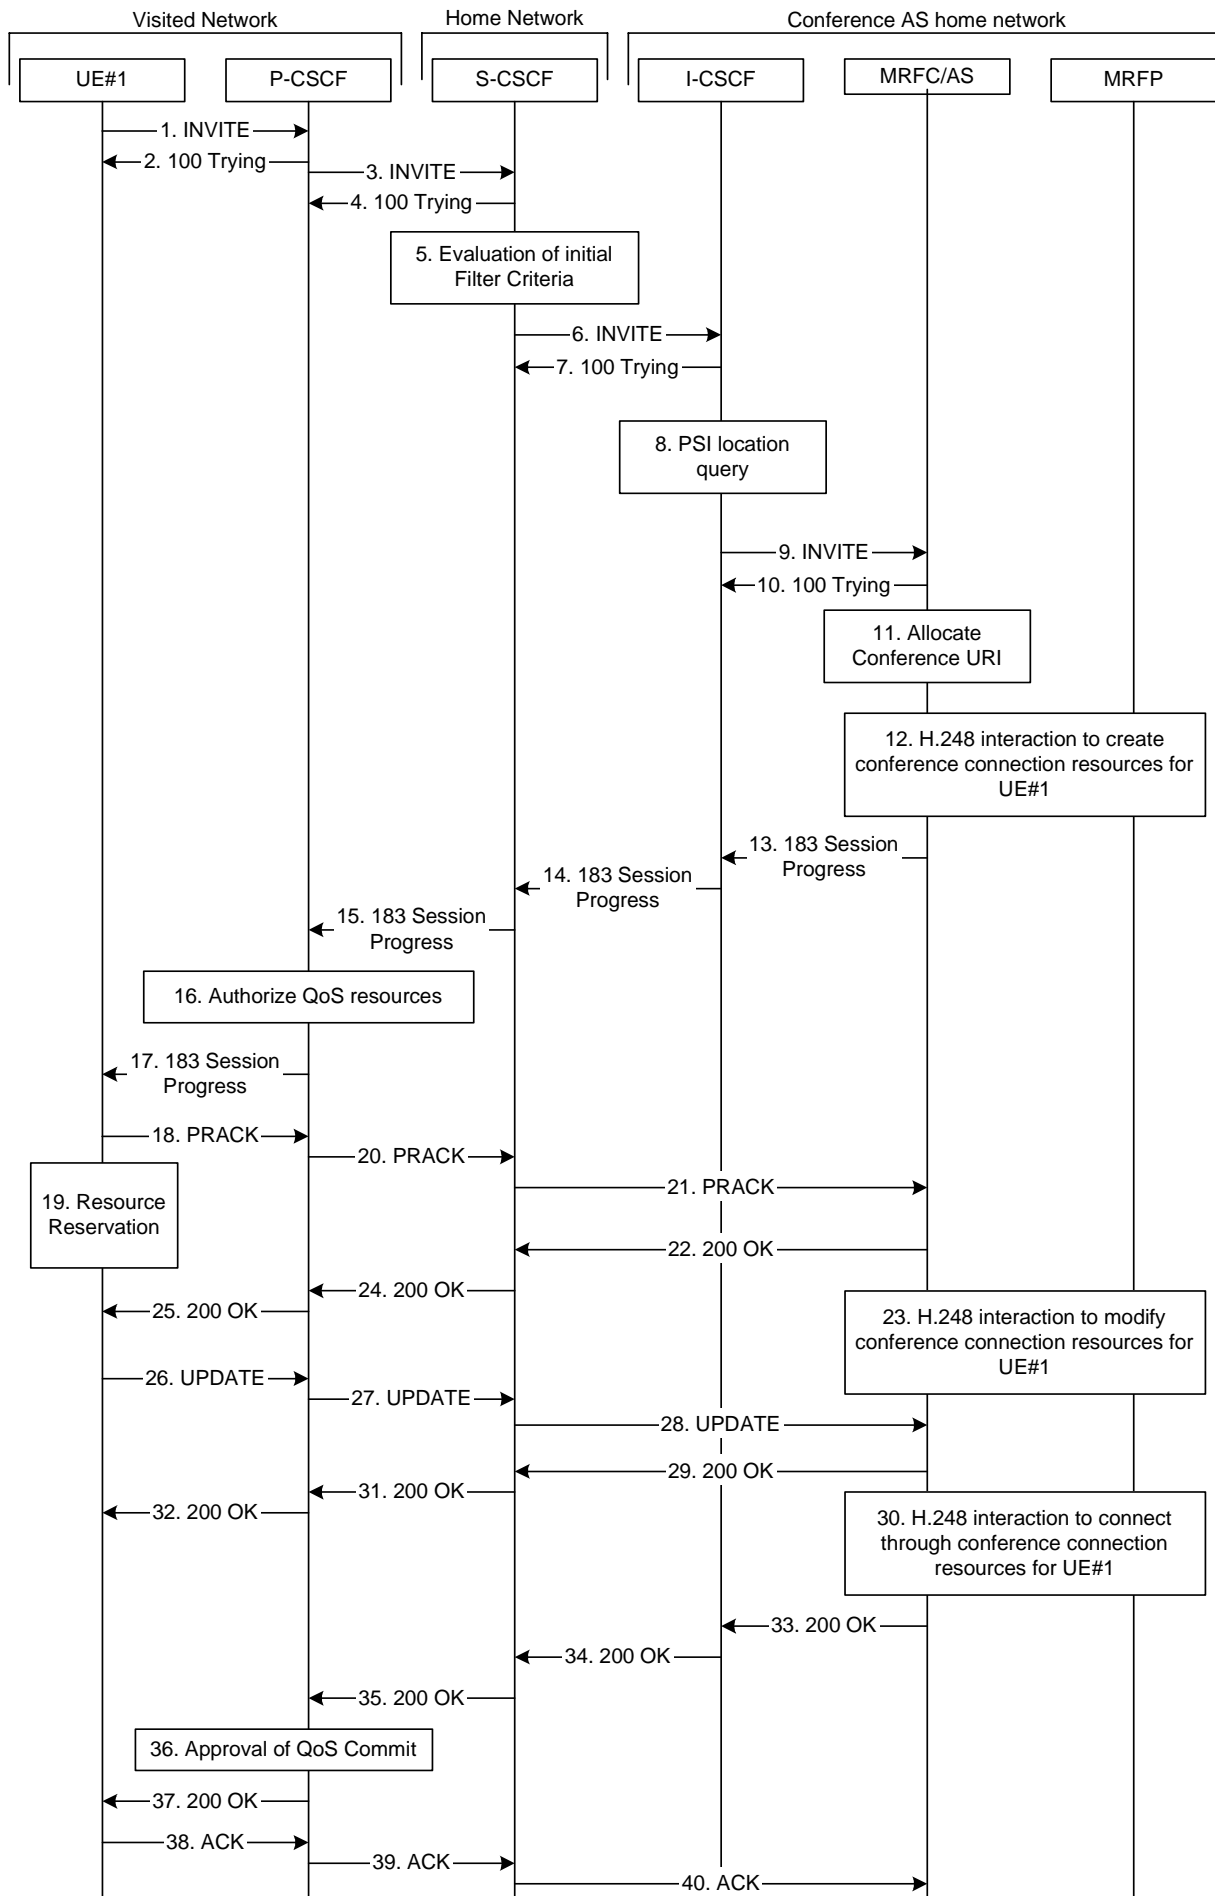 Visited Network
Home Network
Conference AS home network
UE#1
P-CSCF
S-CSCF
I-CSCF
MRFC/AS
MRFP
1. INVITE
2. 100 Trying
3. INVITE
4. 100 Trying
5. Evaluation of initial
Filter Criteria
6. INVITE
7. 100 Trying
8. PSI location
query
9. INVITE
10. 100 Trying
11. Allocate
Conference URI
12. H.248 interaction to create
conference connection resources for
UE#1
13. 183 Session
Progress
14. 183 Session
Progress
15. 183 Session
Progress
16. Authorize QoS resources
17. 183 Session
Progress
18. PRACK
20. PRACK
19. Resource
Reservation
21. PRACK
22. 200 OK
24. 200 OK
25. 200 OK
23. H.248 interaction to modify
conference connection resources for
UE#1
26. UPDATE
27. UPDATE
28. UPDATE
29. 200 OK
31. 200 OK
32. 200 OK
30. H.248 interaction to connect
through conference connection
resources for UE#1
33. 200 OK
34. 200 OK
35. 200 OK
36. Approval of QoS Commit
37. 200 OK
38. ACK
39. ACK
40. ACK